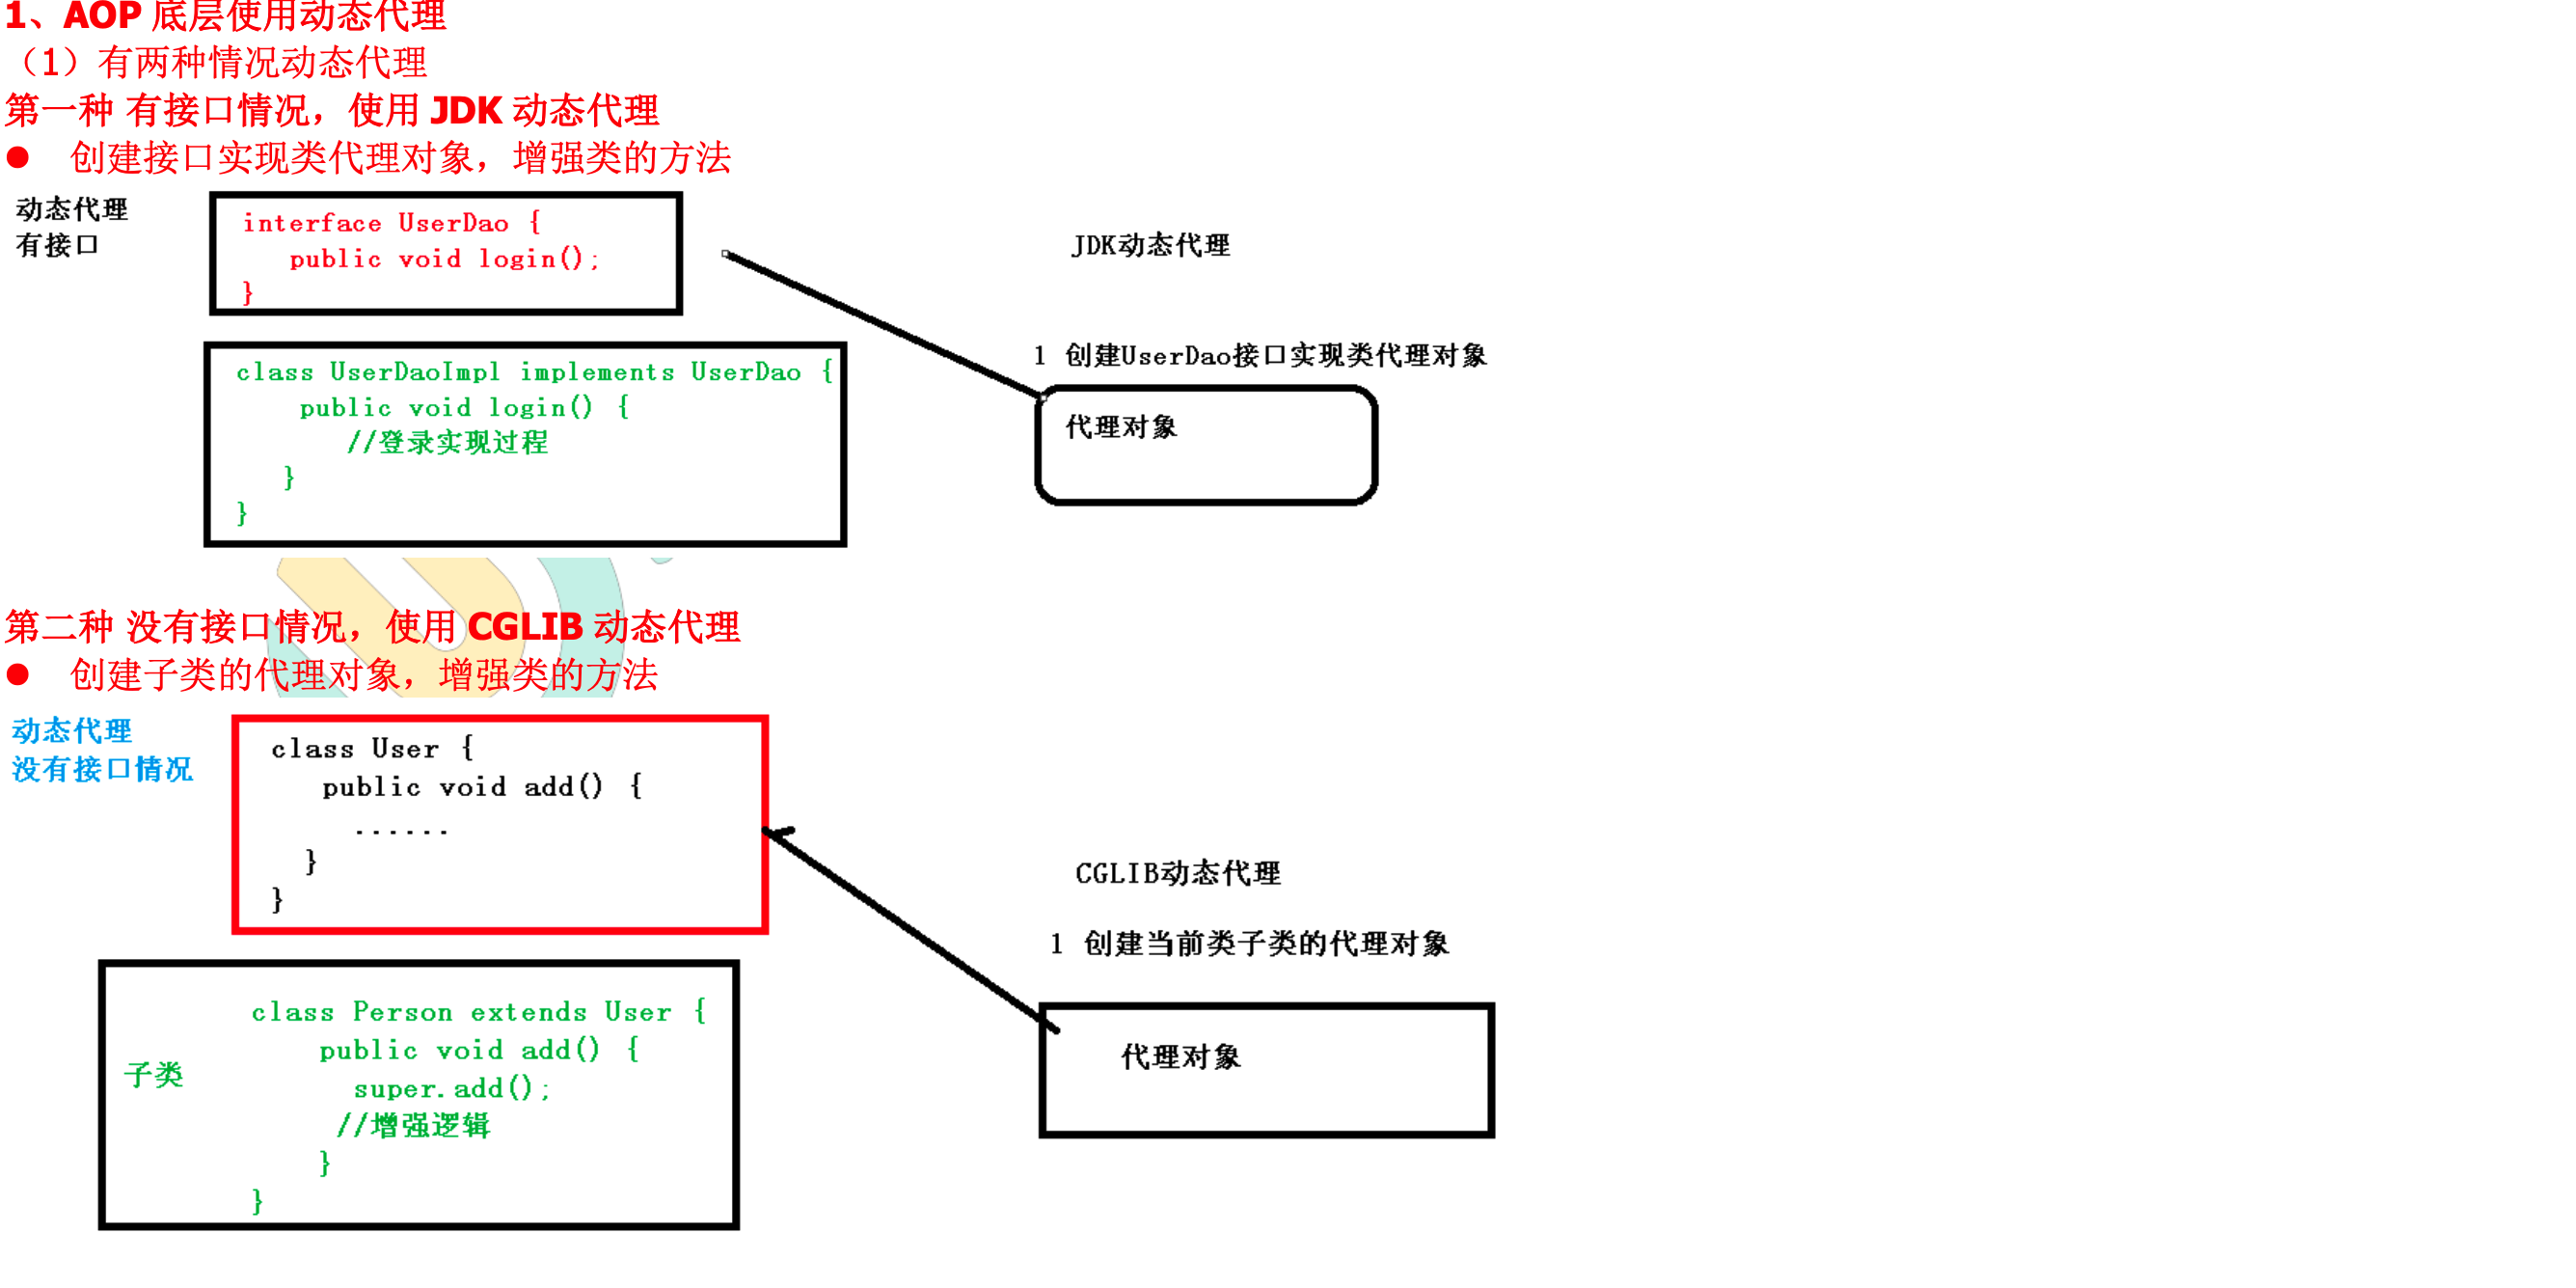 1、AOP 底层使用动态代理
（1）有两种情况动态代理
第一种 有接口情况，使用 JDK 动态代理
● 创建接口实现类代理对象，增强类的方法
动态代理
有接口
interface UserDao {
public void login();
}
class UserDaoImpl implements UserDao {
public void login() {
//登录实现过程
}
}
JDK动态代理
1 创建UserDao接口实现类代理对象
代理对象
第二种 没有接口情况，使用 CGLIB 动态代理
● 创建子类的代理对象，增强类的方法
动态代理
没有接口情况
class User {
public void add() {
......
}
}
子类
class Person extends User {
public void add() {
super.add();
//增强逻辑
}
}
CGLIB动态代理
1 创建当前类子类的代理对象
代理对象